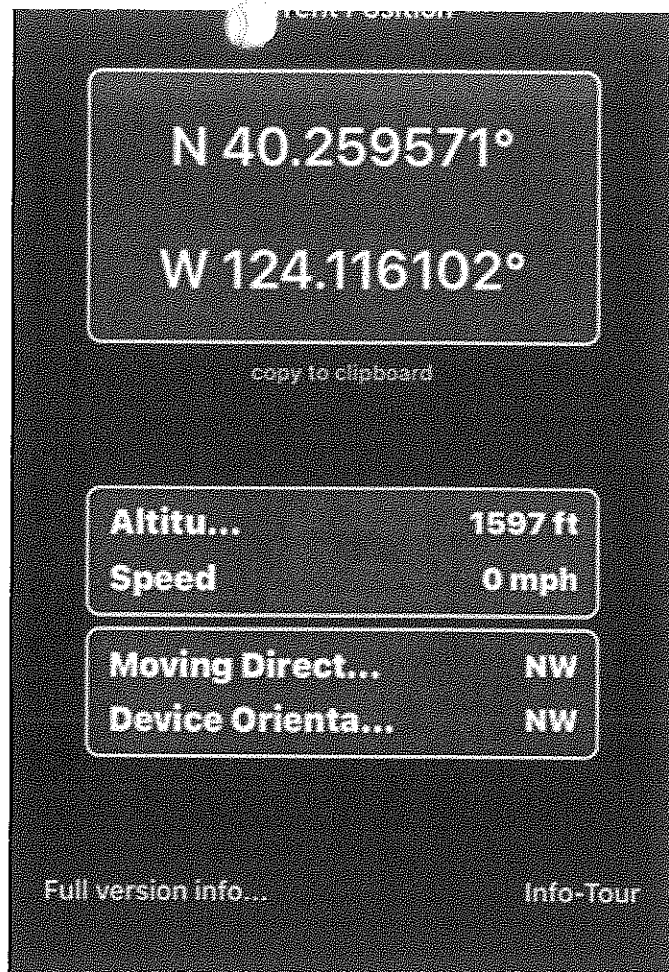 Position
N 40.259571°
W 124.116102°
copy to clipboard
Altitu... 1597 ft
Speed 0 mph
Moving Direct... NW
Device Orienta... NW
Full version info... Info-Tour